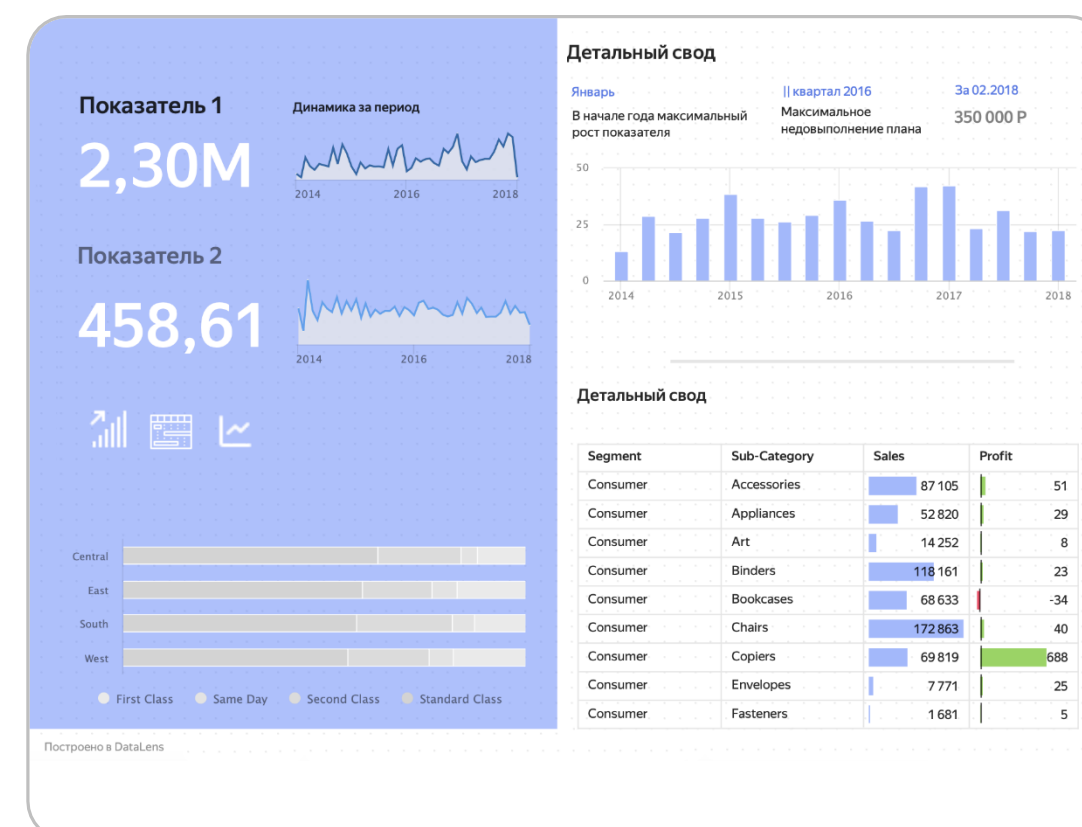 Показатель 1
Динамика за период
2,30М
2014 2016 2018
Показатель 2
458,61
2014 2016 2018
Central
East
South
West
First Class Same Day Second Class Standard Class
Построено в DataLens
Детальный свод
Январь
В начале года максимальный
рост показателя
|| квартал 2016
Максимальное
недовыполнение плана
За 02.2018
350 000 Р
50
25
0
2014 2015 2016 2017 2018
Детальный свод
Segment Sub-Category Sales Profit
Consumer Accessories 87 105 51
Consumer Appliances 52 820 29
Consumer Art 14 252 8
Consumer Binders 118 161 23
Consumer Bookcases 68 633 -34
Consumer Chairs 172 863 40
Consumer Copiers 69 819 688
Consumer Envelopes 7 771 25
Consumer Fasteners 1 681 5